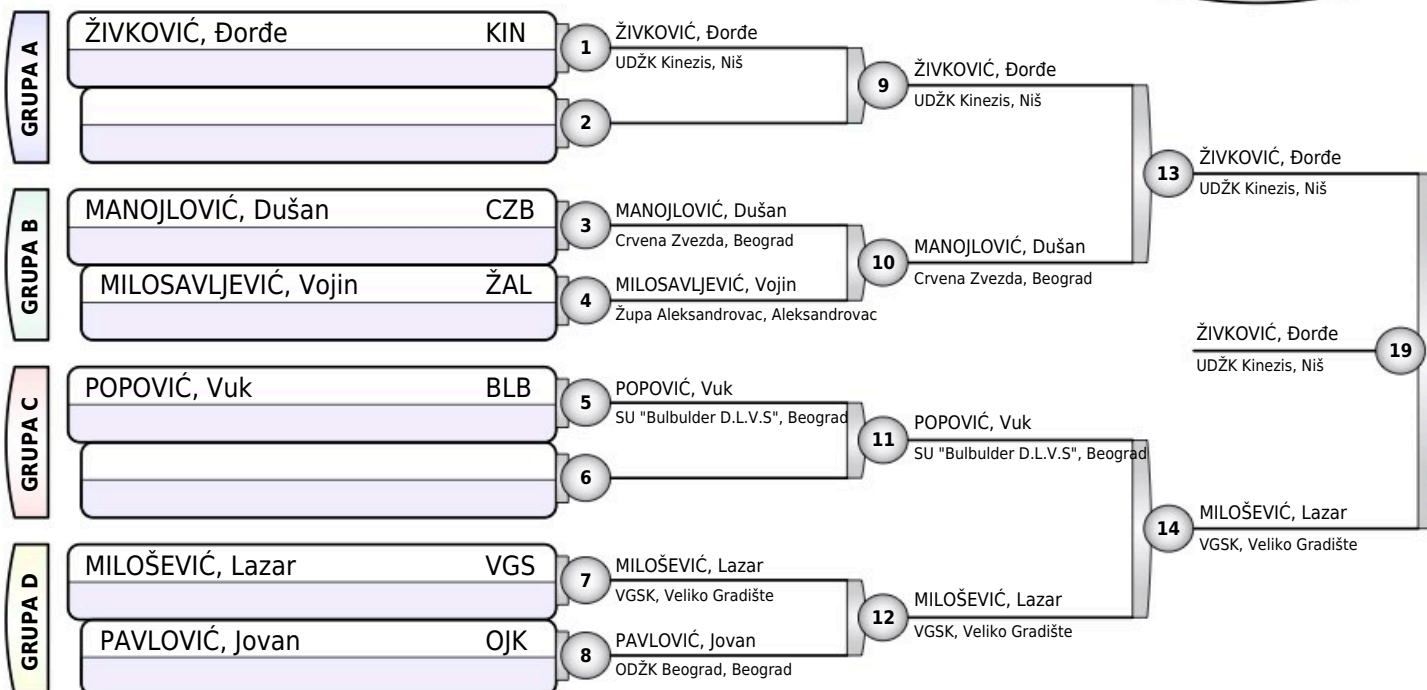 GRUPA A
ŽIVKOVIĆ, Đorđe KIN
1
ŽIVKOVIĆ, Đorđe
UDŽK Kinezis, Niš
2
9
ŽIVKOVIĆ, Đorđe
UDŽK Kinezis, Niš
GRUPA B
MANOJLOVIĆ, Dušan CZB
3
MANOJLOVIĆ, Dušan
Crvena Zvezda, Beograd
MILOSAVLJEVIĆ, Vojin ŽAL
4
MILOSAVLJEVIĆ, Vojin
Župa Aleksandrovac, Aleksandrovac
10
MANOJLOVIĆ, Dušan
Crvena Zvezda, Beograd
13
ŽIVKOVIĆ, Đorđe
UDŽK Kinezis, Niš
ŽIVKOVIĆ, Đorđe
UDŽK Kinezis, Niš
19
GRUPA C
POPOVIĆ, Vuk BLB
5
POPOVIĆ, Vuk
SU "Bulbulder D.L.V.S", Beograd
6
11
POPOVIĆ, Vuk
SU "Bulbulder D.L.V.S", Beograd
GRUPA D
MILOŠEVIĆ, Lazar VGS
7
MILOŠEVIĆ, Lazar
VGSK, Veliko Gradište
PAVLOVIĆ, Jovan OJK
8
PAVLOVIĆ, Jovan
ODŽK Beograd, Beograd
12
MILOŠEVIĆ, Lazar
VGSK, Veliko Gradište
14
MILOŠEVIĆ, Lazar
VGSK, Veliko Gradište